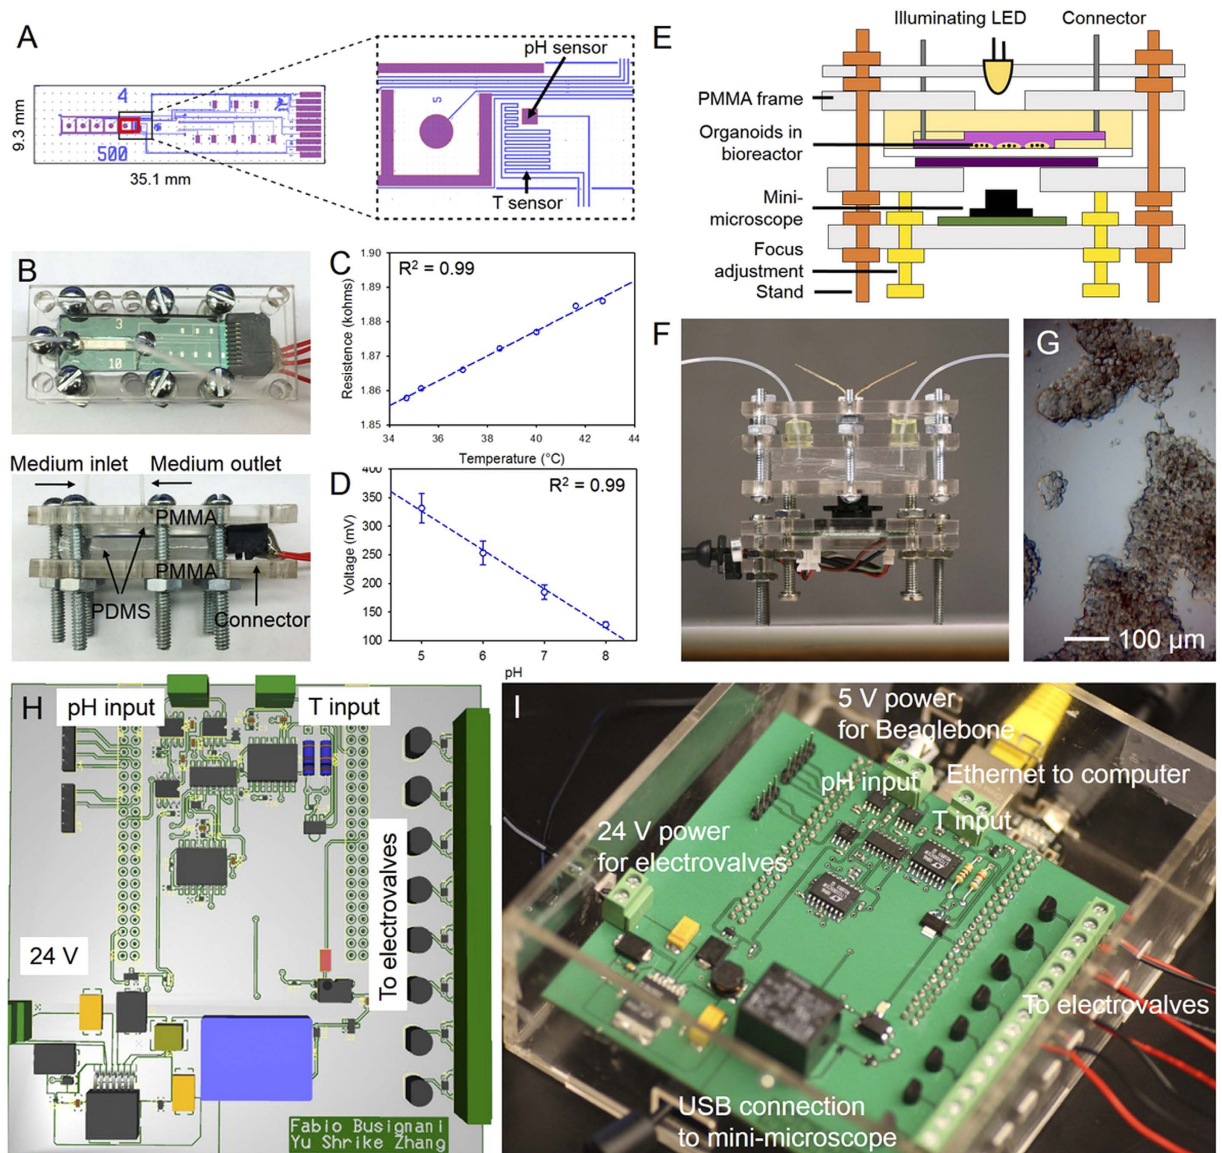 A
pH sensor
4
5
9.3 mm
500
35.1 mm
T sensor
B
3
10
Medium inlet
Medium outlet
PMMA
PMMA
PDMS
Connector
C
R² = 0.99
Resistence (kohms)
1.90
1.89
1.88
1.87
1.86
1.85
34
36
38
40
42
44
Temperature (°C)
D
R² = 0.99
Voltage (mV)
400
350
300
250
200
150
100
5
6
7
8
pH
E
Illuminating LED
Connector
PMMA frame
Organoids in
bioreactor
Mini-
microscope
Focus
adjustment
Stand
F
G
100 µm
H
pH input
T input
24 V
To electrovalves
Fabio Busignani
Yu Shrike Zhang
I
5 V power
for Beaglebone
pH input
Ethernet to computer
T input
24 V power
for electrovalves
To electrovalves
USB connection
to mini-microscope